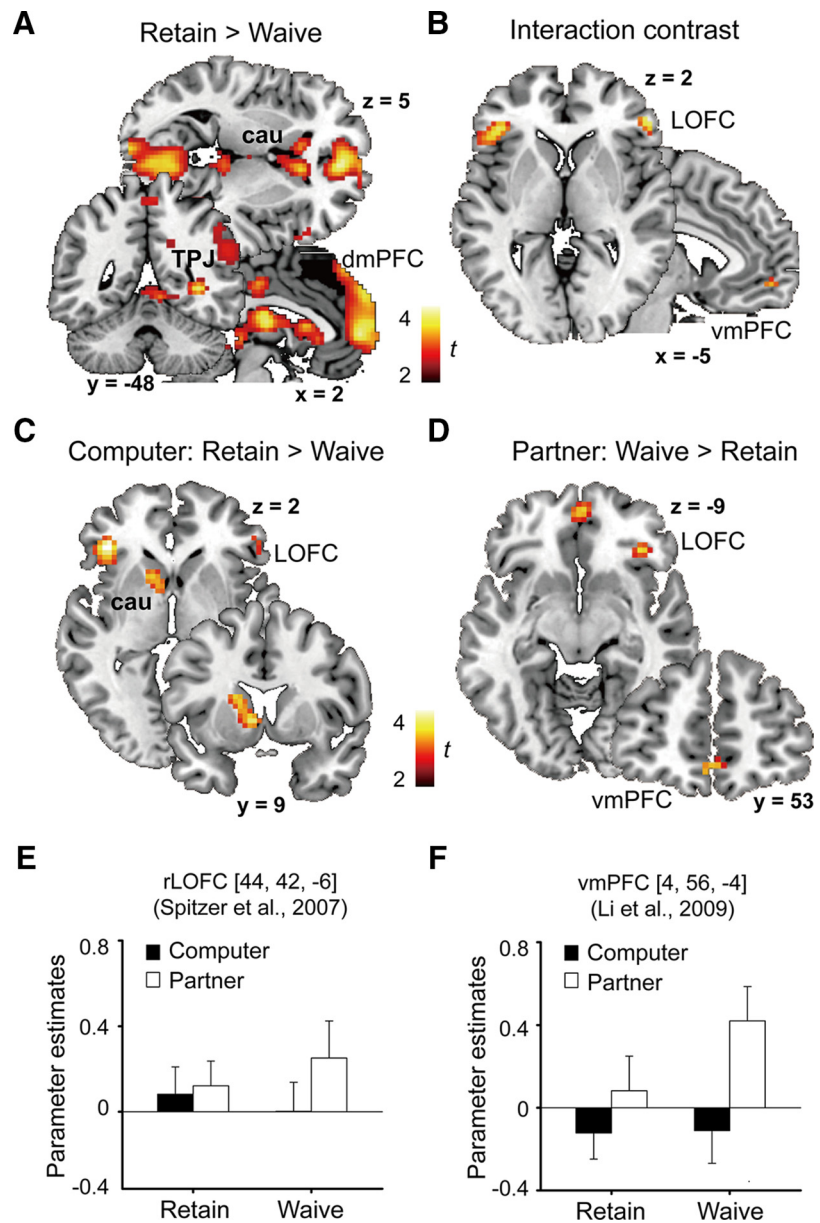 A
Retain > Waive
z = 5
cau
TPJ
dmPFC
4
t
2
y = -48
x = 2
B
Interaction contrast
z = 2
LOFC
vmPFC
x = -5
C
Computer: Retain > Waive
z = 2
LOFC
cau
4
t
2
y = 9
D
Partner: Waive > Retain
z = -9
LOFC
vmPFC
y = 53
E
rLOFC [44, 42, -6]
(Spitzer et al., 2007)
Computer
Partner
Parameter estimates
0.8
0.4
0
-0.4
Retain
Waive
F
vmPFC [4, 56, -4]
(Li et al., 2009)
Computer
Partner
Parameter estimates
0.8
0.4
0
-0.4
Retain
Waive